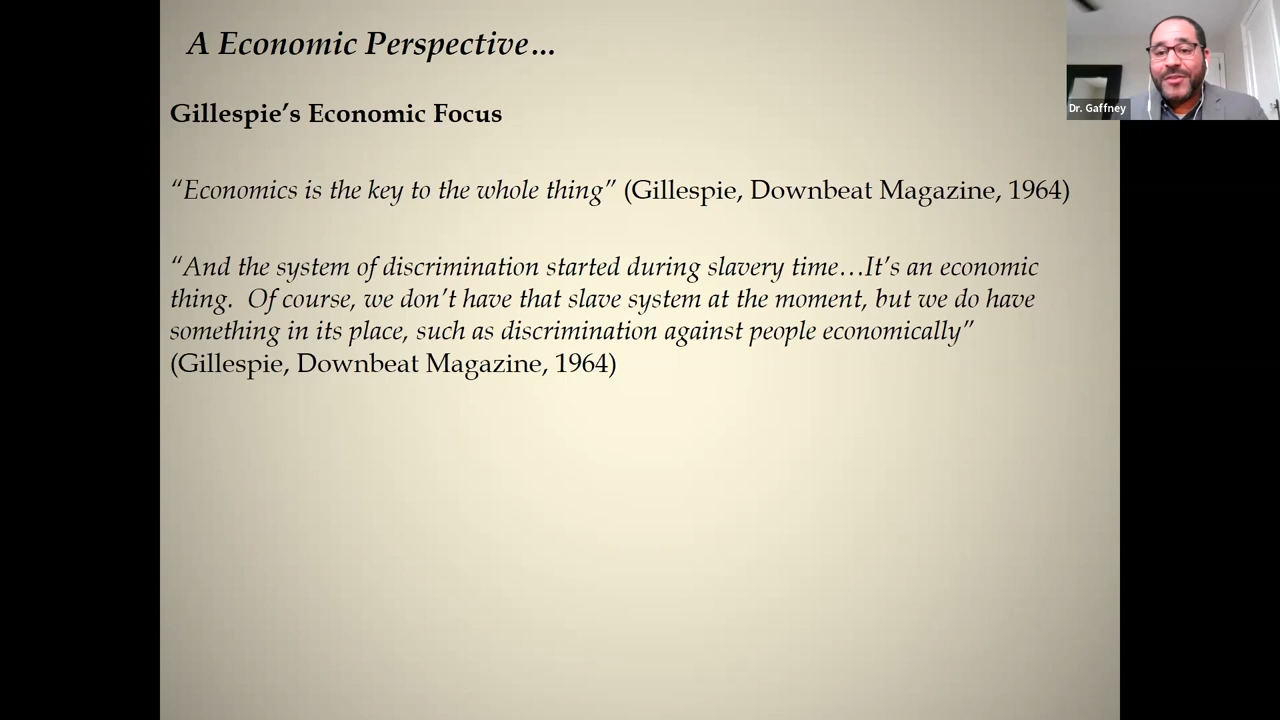 A Economic Perspective…
Dr. Gaffney
Gillespie’s Economic Focus
“Economics is the key to the whole thing” (Gillespie, Downbeat Magazine, 1964)
“And the system of discrimination started during slavery time…It’s an economic
thing.  Of course, we don’t have that slave system at the moment, but we do have
something in its place, such as discrimination against people economically”
(Gillespie, Downbeat Magazine, 1964)